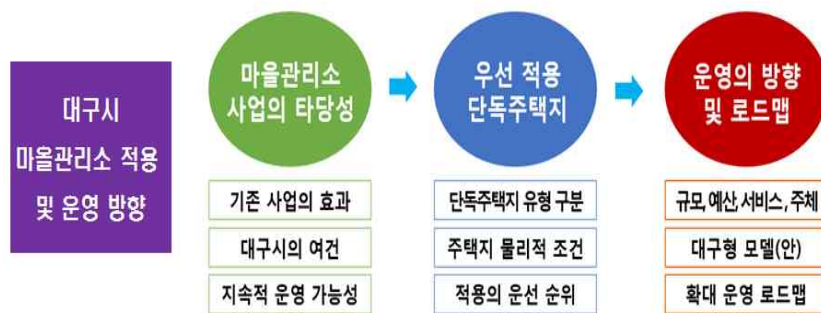 대구시
마을관리소 적용
및 운영 방향
마을관리소
사업의 타당성
기존 사업의 효과
대구시의 여건
지속적 운영 가능성
우선 적용
단독주택지
단독주택지 유형 구분
주택지 물리적 조건
적용의 운선 순위
운영의 방향
및 로드맵
규모, 예산, 서비스, 주체
대구형 모델(안)
확대 운영 로드맵